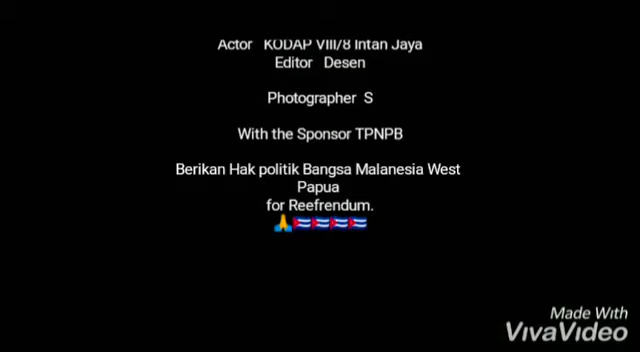 Actor KODAP VIII/8 Intan Jaya
Editor Desen
Photographer S
With the Sponsor TPNPB
Berikan Hak politik Bangsa Malanesia West
Papua
for Reefrendum.
🙏🇨🇺🇨🇺🇨🇺🇨🇺
Made With
VivaVideo